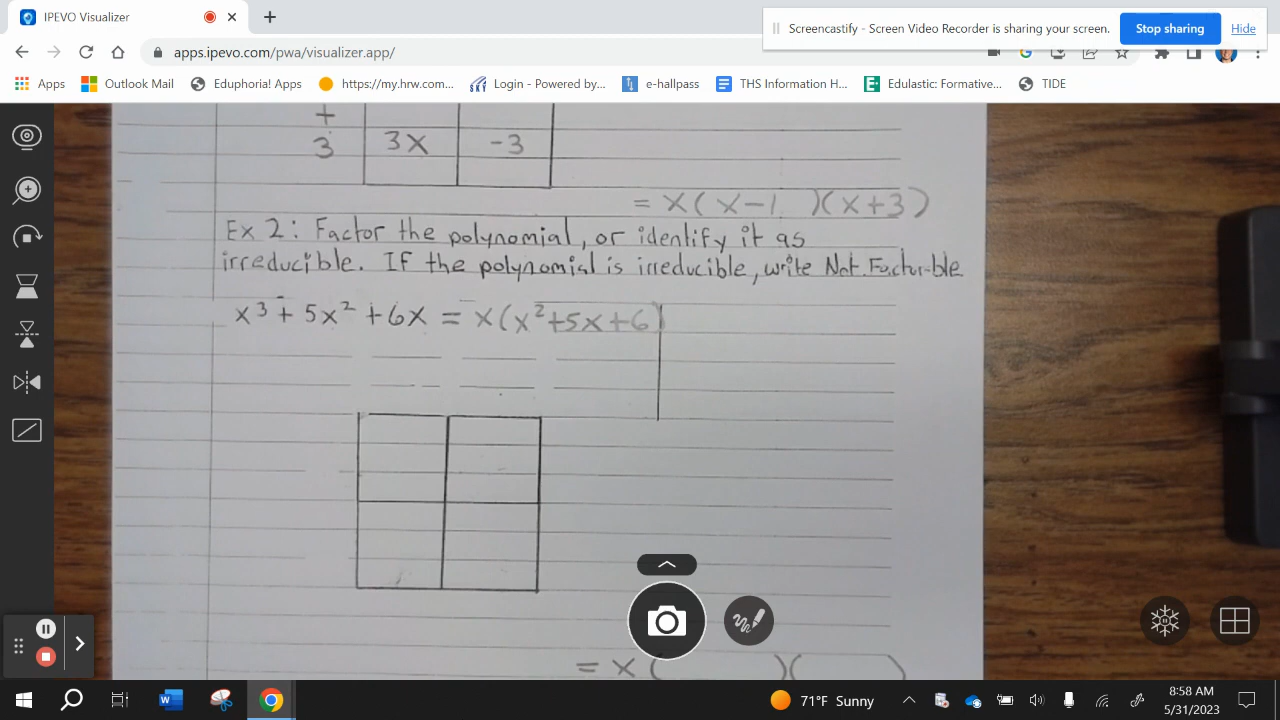 IPEVO Visualizer
Screencastify - Screen Video Recorder is sharing your screen.
Stop sharing
Hide
apps.ipevo.com/pwa/visualizer.app/
Apps
Outlook Mail
Eduphoria! Apps
https://my.hrw.com...
Login - Powered by...
e-hallpass
THS Information H...
Edulastic: Formative...
TIDE
+
3 3x -3
= x( x-1 )(x+3)
Ex 2: Factor the polynomial, or identify it as
irreducible. If the polynomial is irreducible, write Not Factor-ble
x³ + 5x² + 6x = x(x²+5x+6)
= x ( )( )
71°F Sunny
8:58 AM
5/31/2023